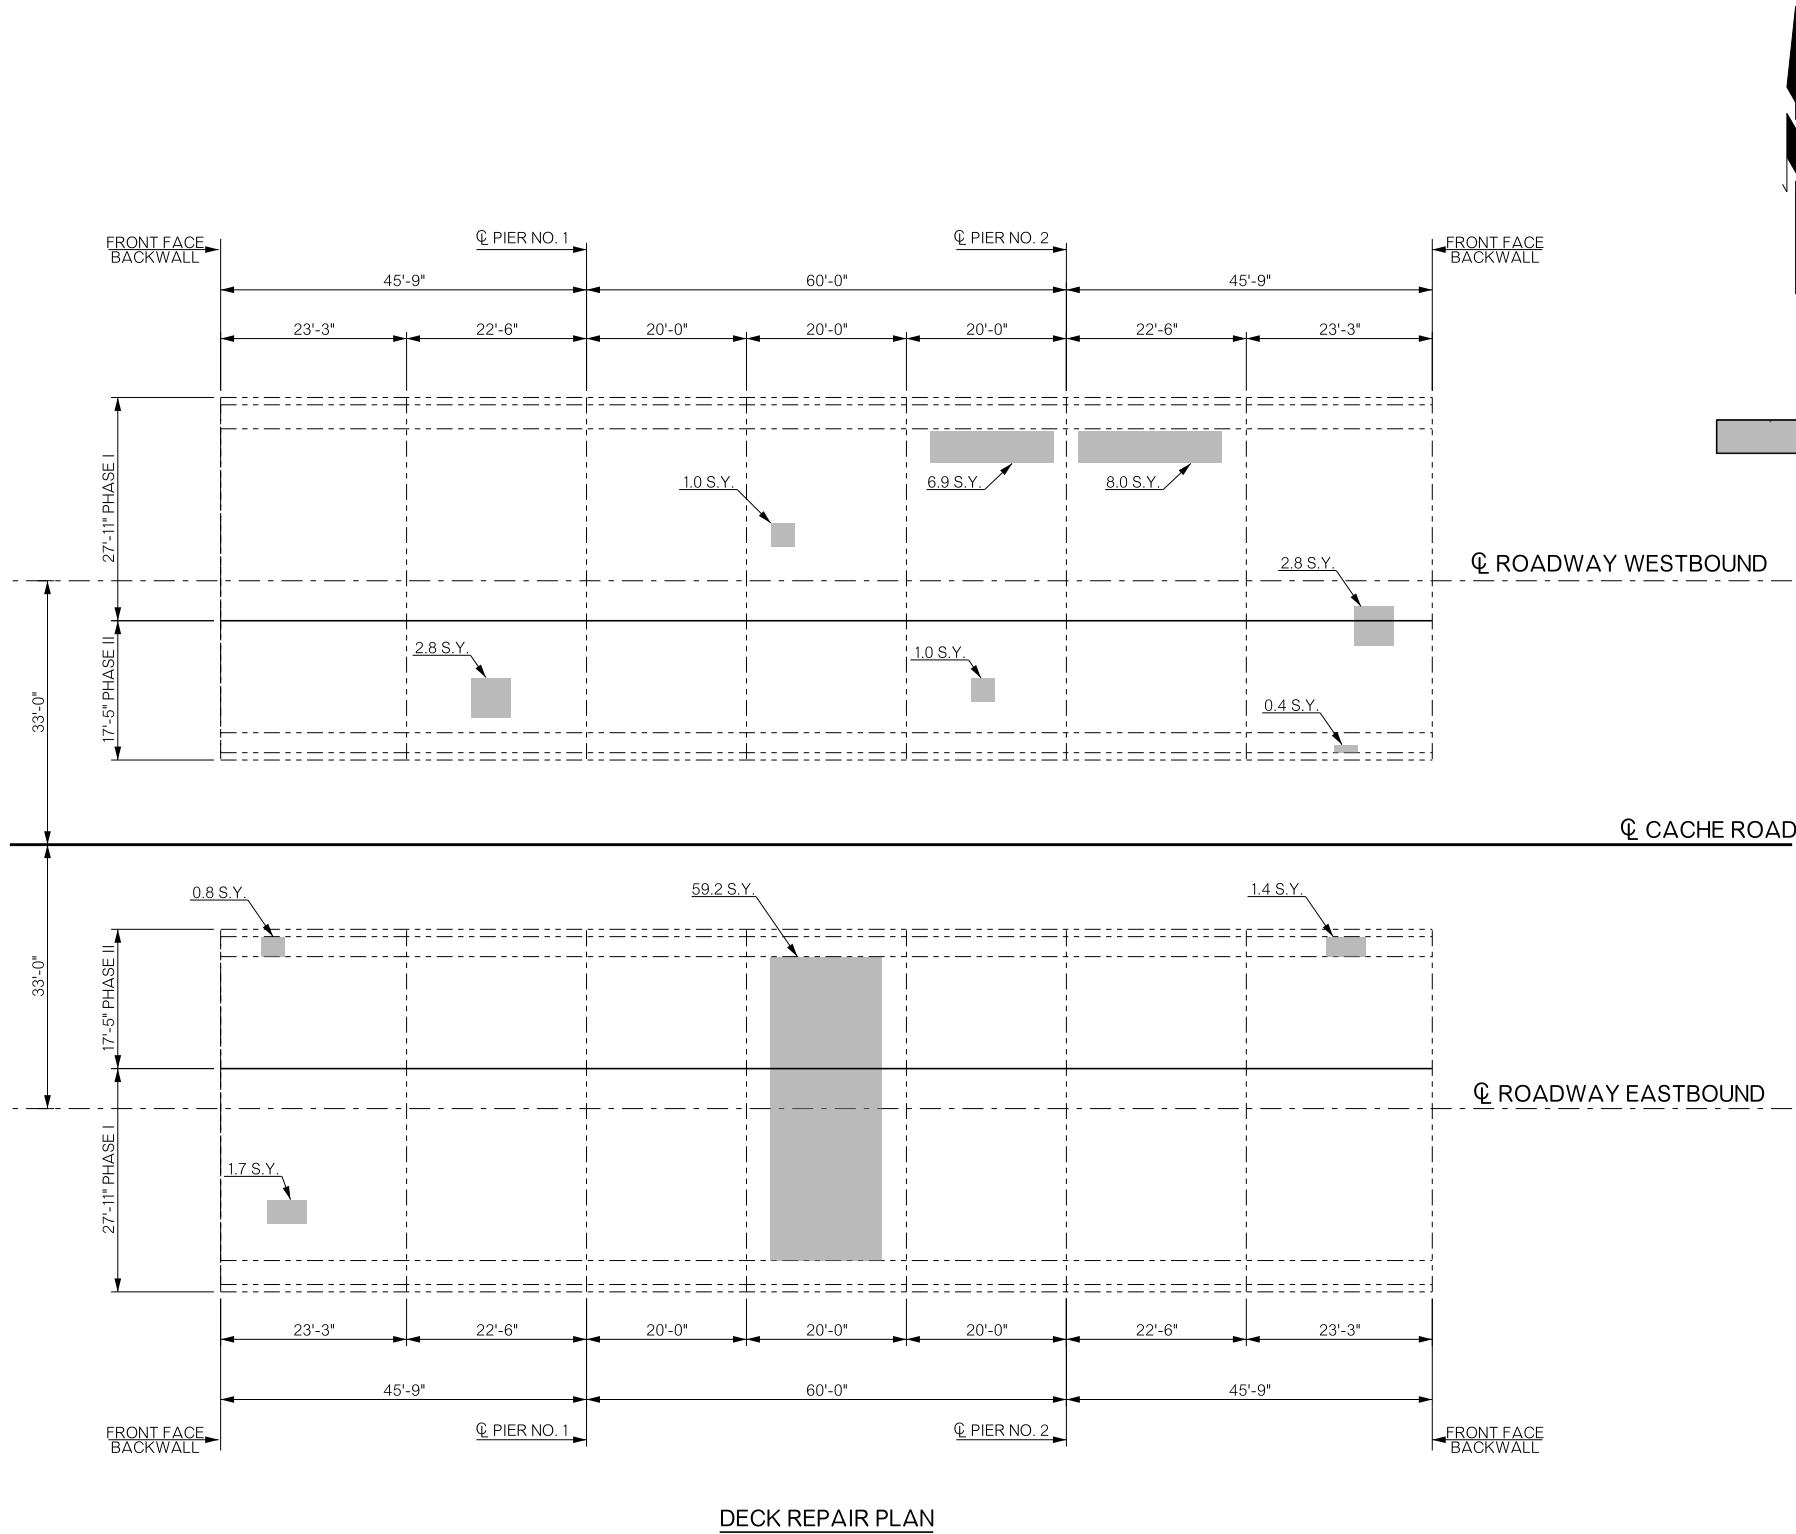 ℄ PIER NO. 1
℄ PIER NO. 2
FRONT FACE
BACKWALL
FRONT FACE
BACKWALL
45'-9"
60'-0"
45'-9"
23'-3"
22'-6"
20'-0"
20'-0"
20'-0"
22'-6"
23'-3"
27'-11" PHASE I
1.0 S.Y.
6.9 S.Y.
8.0 S.Y.
2.8 S.Y.
℄ ROADWAY WESTBOUND
17'-5" PHASE II
2.8 S.Y.
1.0 S.Y.
0.4 S.Y.
33'-0"
℄ CACHE ROAD
0.8 S.Y.
59.2 S.Y.
1.4 S.Y.
33'-0"
17'-5" PHASE II
℄ ROADWAY EASTBOUND
27'-11" PHASE I
1.7 S.Y.
23'-3"
22'-6"
20'-0"
20'-0"
20'-0"
22'-6"
23'-3"
45'-9"
60'-0"
45'-9"
FRONT FACE
BACKWALL
℄ PIER NO. 1
℄ PIER NO. 2
FRONT FACE
BACKWALL
DECK REPAIR PLAN